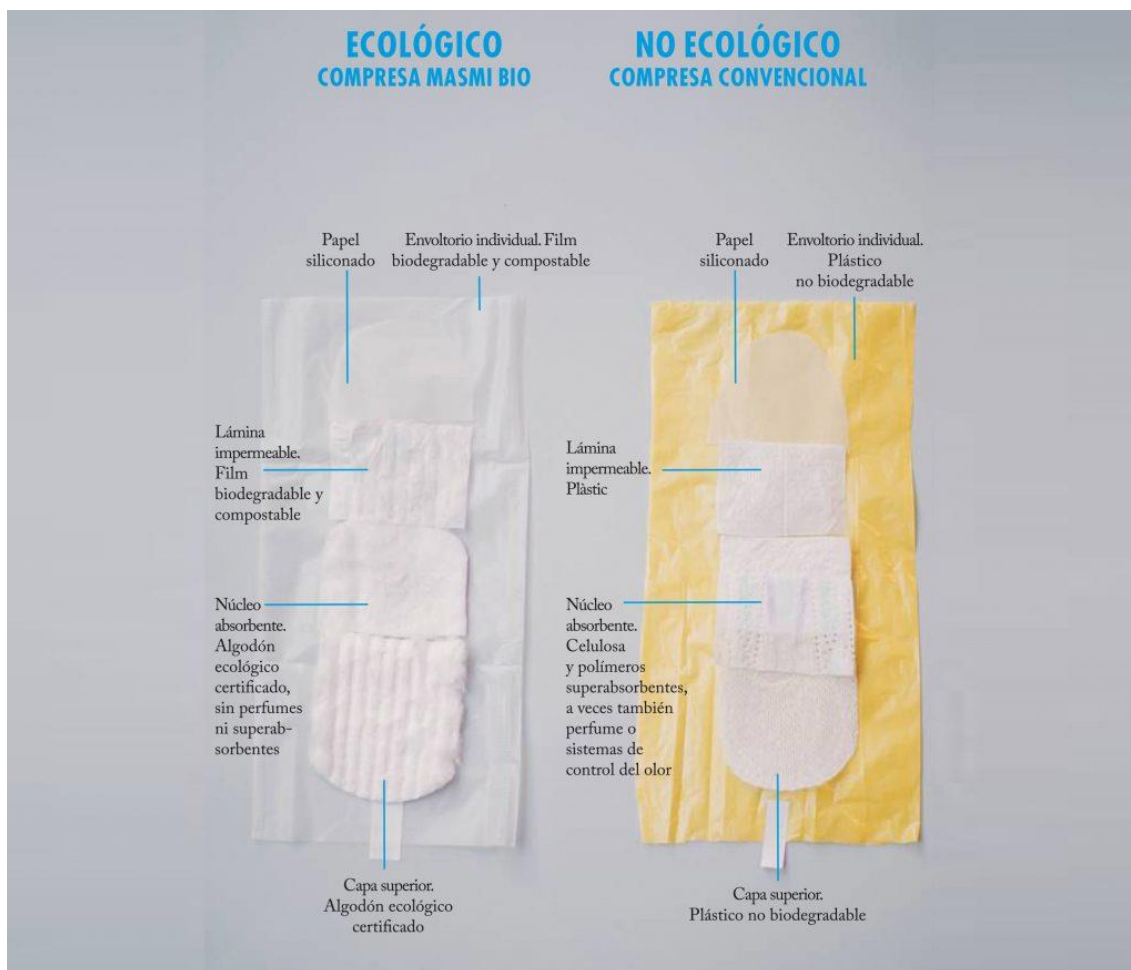 ECOLÓGICO
COMPRESA MASMI BIO
Papel
siliconado
Envoltorio individual. Film
biodegradable y compostable
Lámina
impermeable.
Film
biodegradable y
compostable
Núcleo
absorbente.
Algodón
ecológico
certificado,
sin perfumes
ni superab-
sorbentes
Capa superior.
Algodón ecológico
certificado
NO ECOLÓGICO
COMPRESA CONVENCIONAL
Papel
siliconado
Envoltorio individual.
Plástico
no biodegradable
Lámina
impermeable.
Plàstic
Núcleo
absorbente.
Celulosa
y polímeros
superabsorbentes,
a veces también
perfume o
sistemas de
control del olor
Capa superior.
Plástico no biodegradable